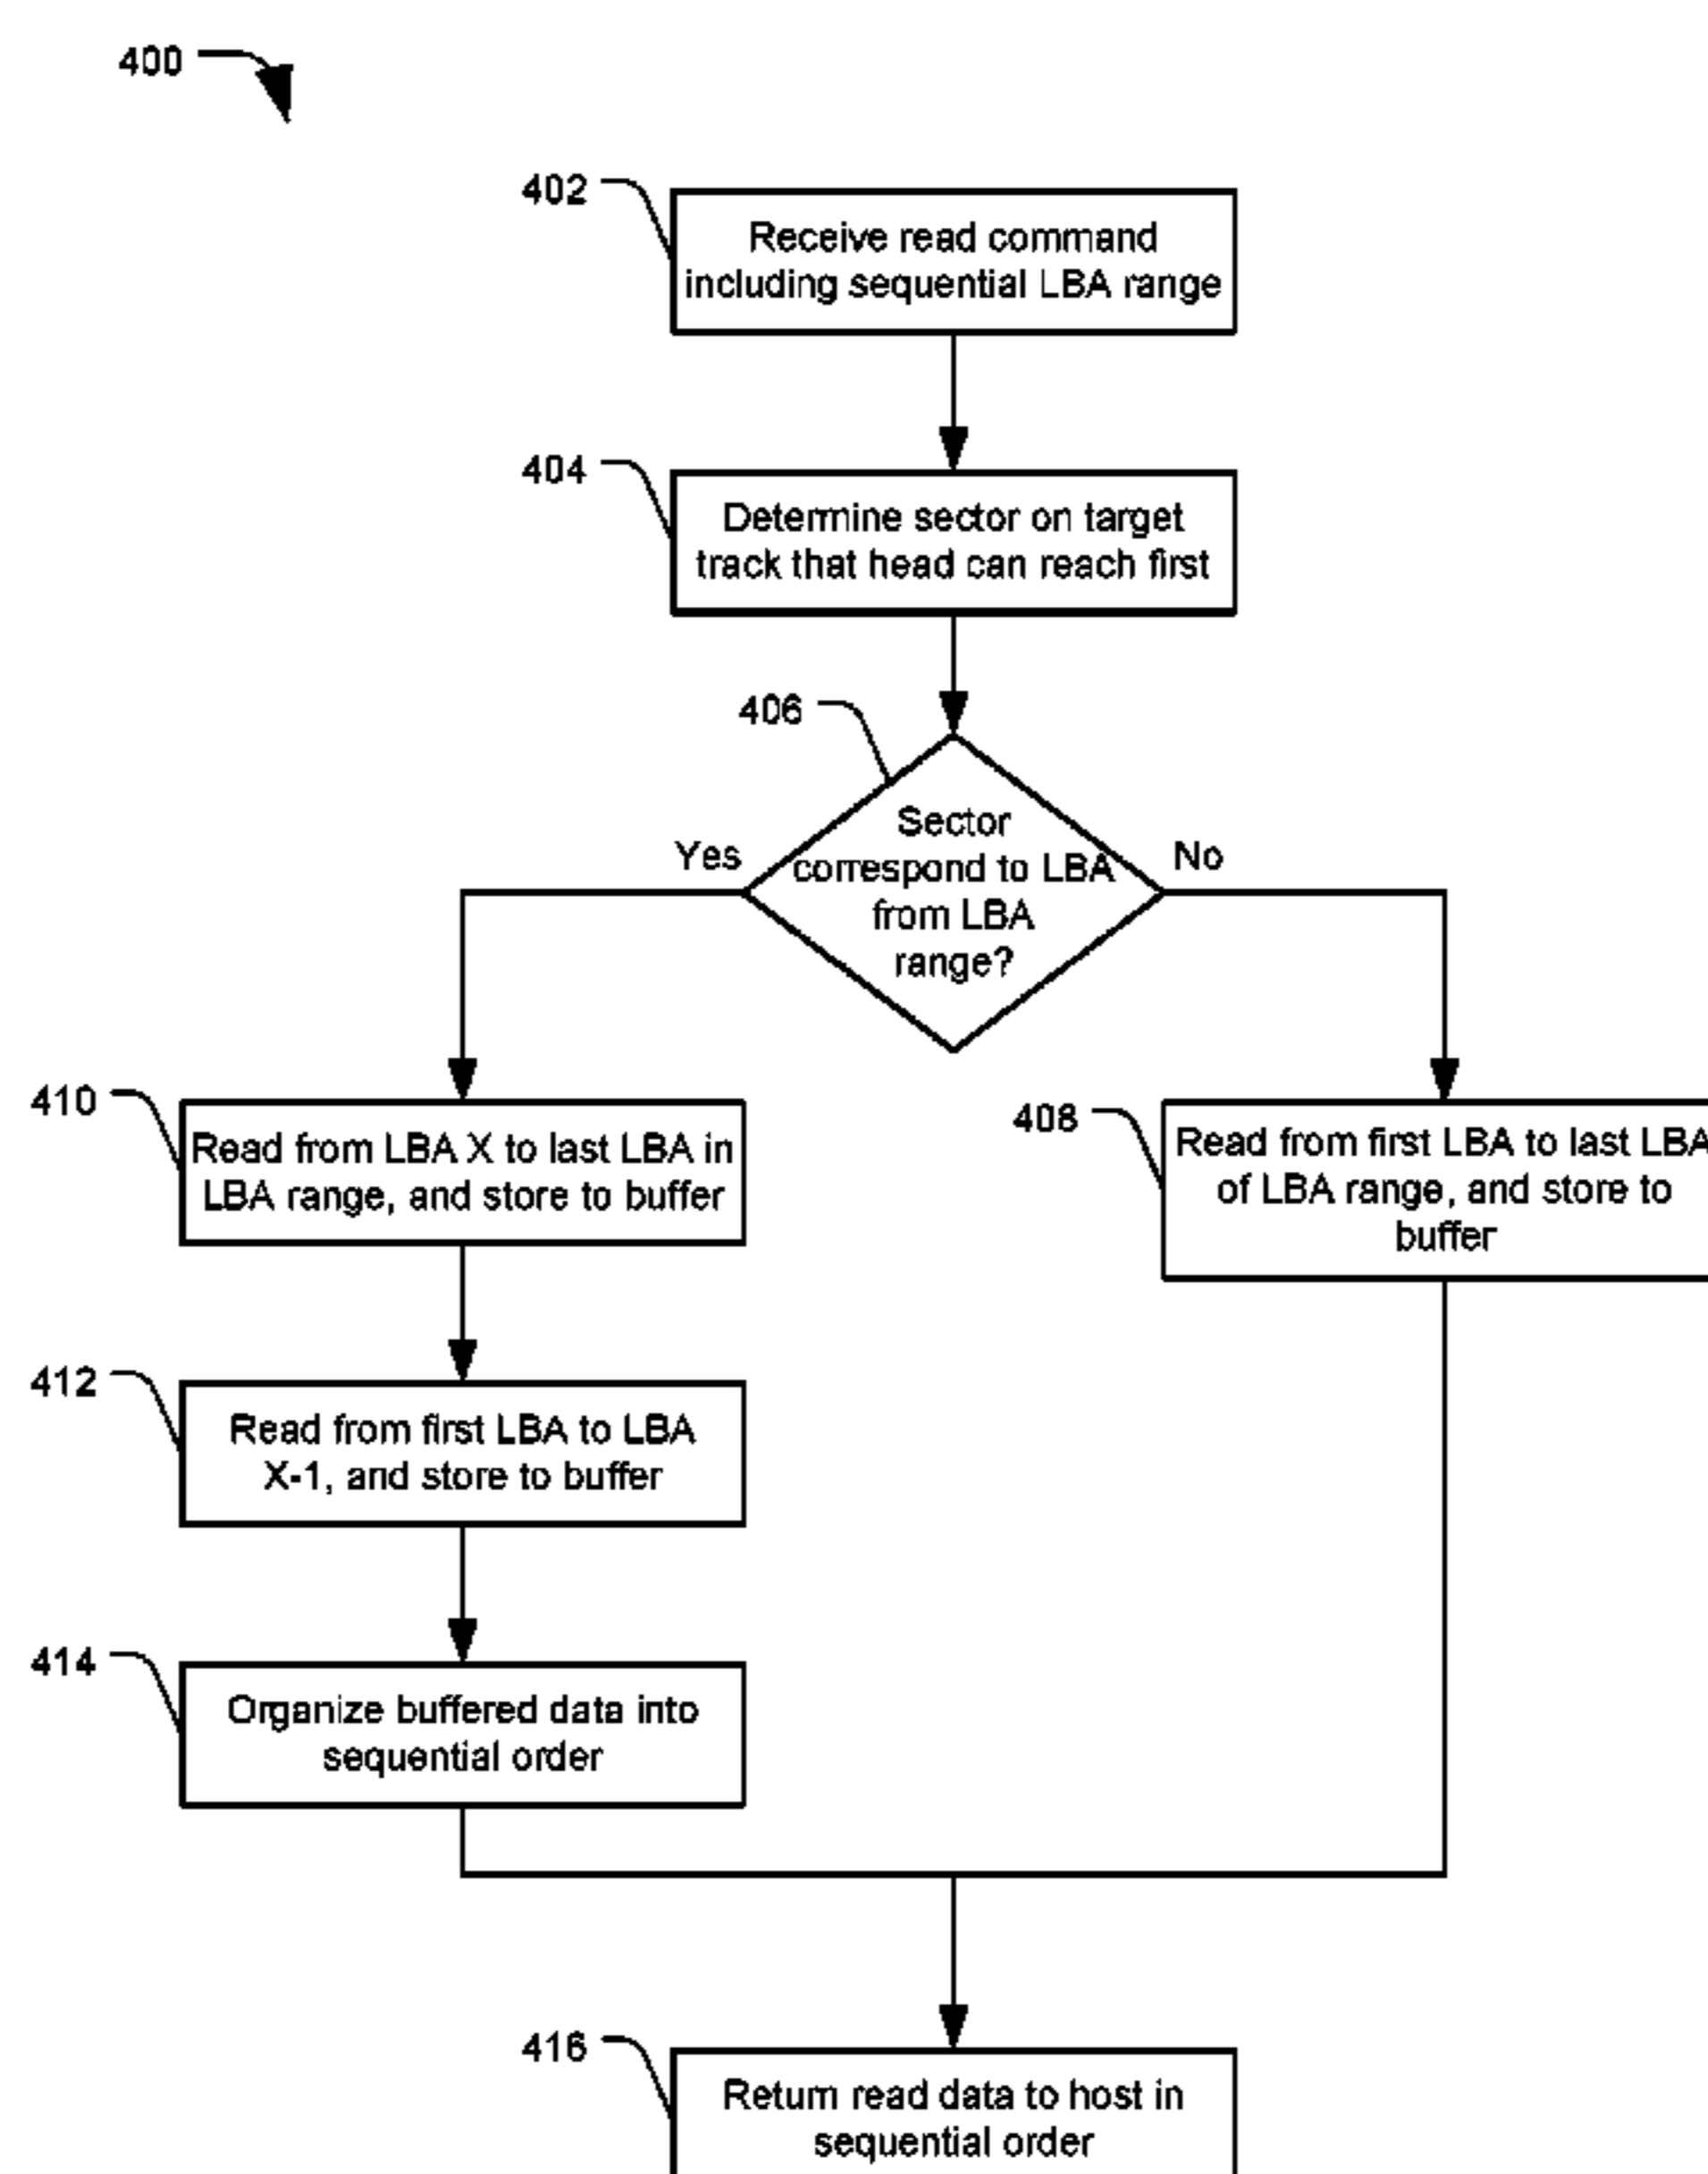 400
402
Receive read command
including sequential LBA range
404
Determine sector on target
track that head can reach first
406
Sector
correspond to LBA
from LBA
range?
Yes
No
410
Read from LBA X to last LBA in
LBA range, and store to buffer
408
Read from first LBA to last LBA
of LBA range, and store to
buffer
412
Read from first LBA to LBA
X-1, and store to buffer
414
Organize buffered data into
sequential order
416
Return read data to host in
sequential order